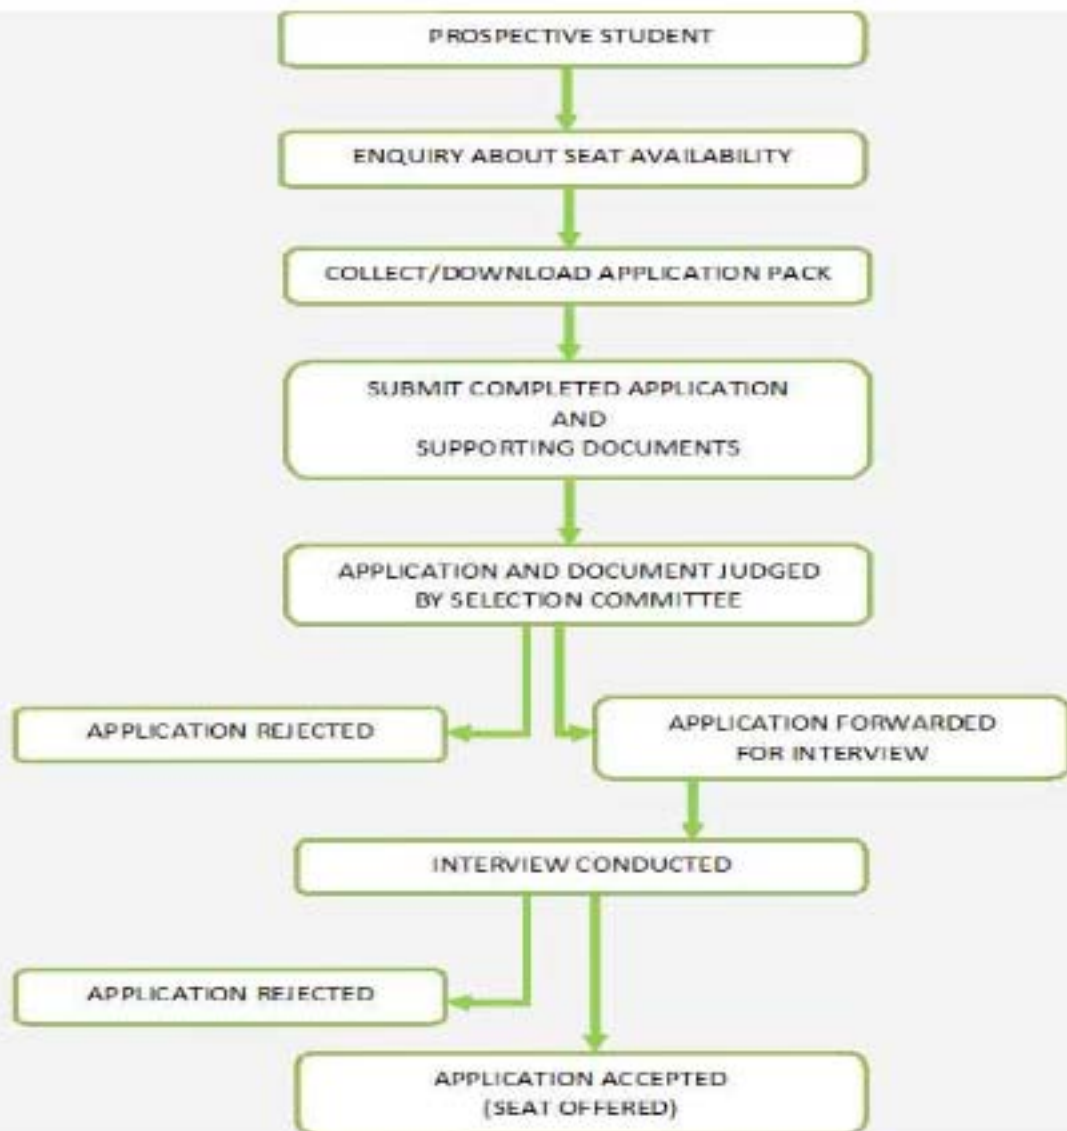 PROSPECTIVE STUDENT
ENQUIRY ABOUT SEAT AVAILABILITY
COLLECT/DOWNLOAD APPLICATION PACK
SUBMIT COMPLETED APPLICATION
AND
SUPPORTING DOCUMENTS
APPLICATION AND DOCUMENT JUDGED
BY SELECTION COMMITTEE
APPLICATION REJECTED
APPLICATION FORWARDED
FOR INTERVIEW
INTERVIEW CONDUCTED
APPLICATION REJECTED
APPLICATION ACCEPTED
(SEAT OFFERED)